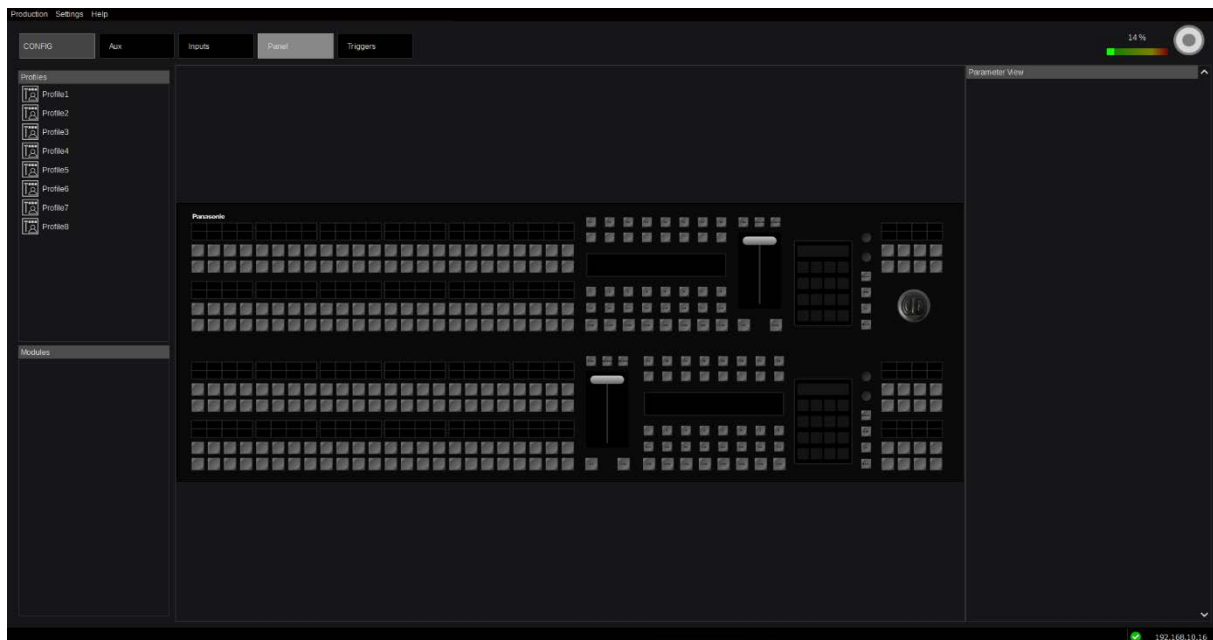 Production Settings Help
CONFIG Aux Inputs Panel Triggers
14 %
Profiles
Profile1
Profile2
Profile3
Profile4
Profile5
Profile6
Profile7
Profile8
Parameter View
Panasonic
Modules
192.168.10.16